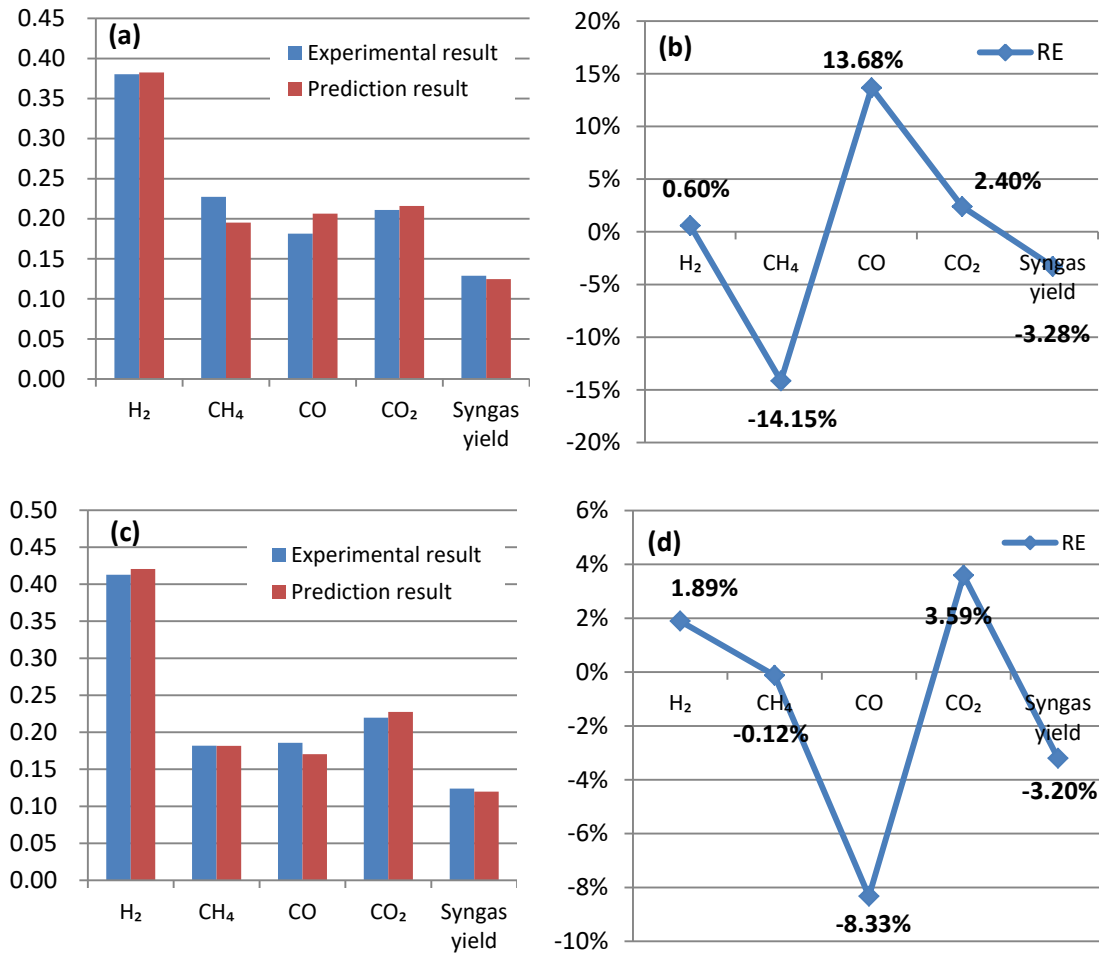 (a)
Experimental result
Prediction result
0.45
0.40
0.35
0.30
0.25
0.20
0.15
0.10
0.05
0.00
H₂ CH₄ CO CO₂ Syngas
yield
(b)
RE
20%
15%
10%
5%
0%
-5%
-10%
-15%
-20%
13.68%
0.60%
2.40%
H₂ CH₄ CO CO₂ Syngas
yield
-3.28%
-14.15%
(c)
Experimental result
Prediction result
0.50
0.45
0.40
0.35
0.30
0.25
0.20
0.15
0.10
0.05
0.00
H₂ CH₄ CO CO₂ Syngas
yield
(d)
RE
6%
4%
2%
0%
-2%
-4%
-6%
-8%
-10%
1.89%
3.59%
H₂ CH₄ CO CO₂ Syngas
yield
-0.12%
-3.20%
-8.33%